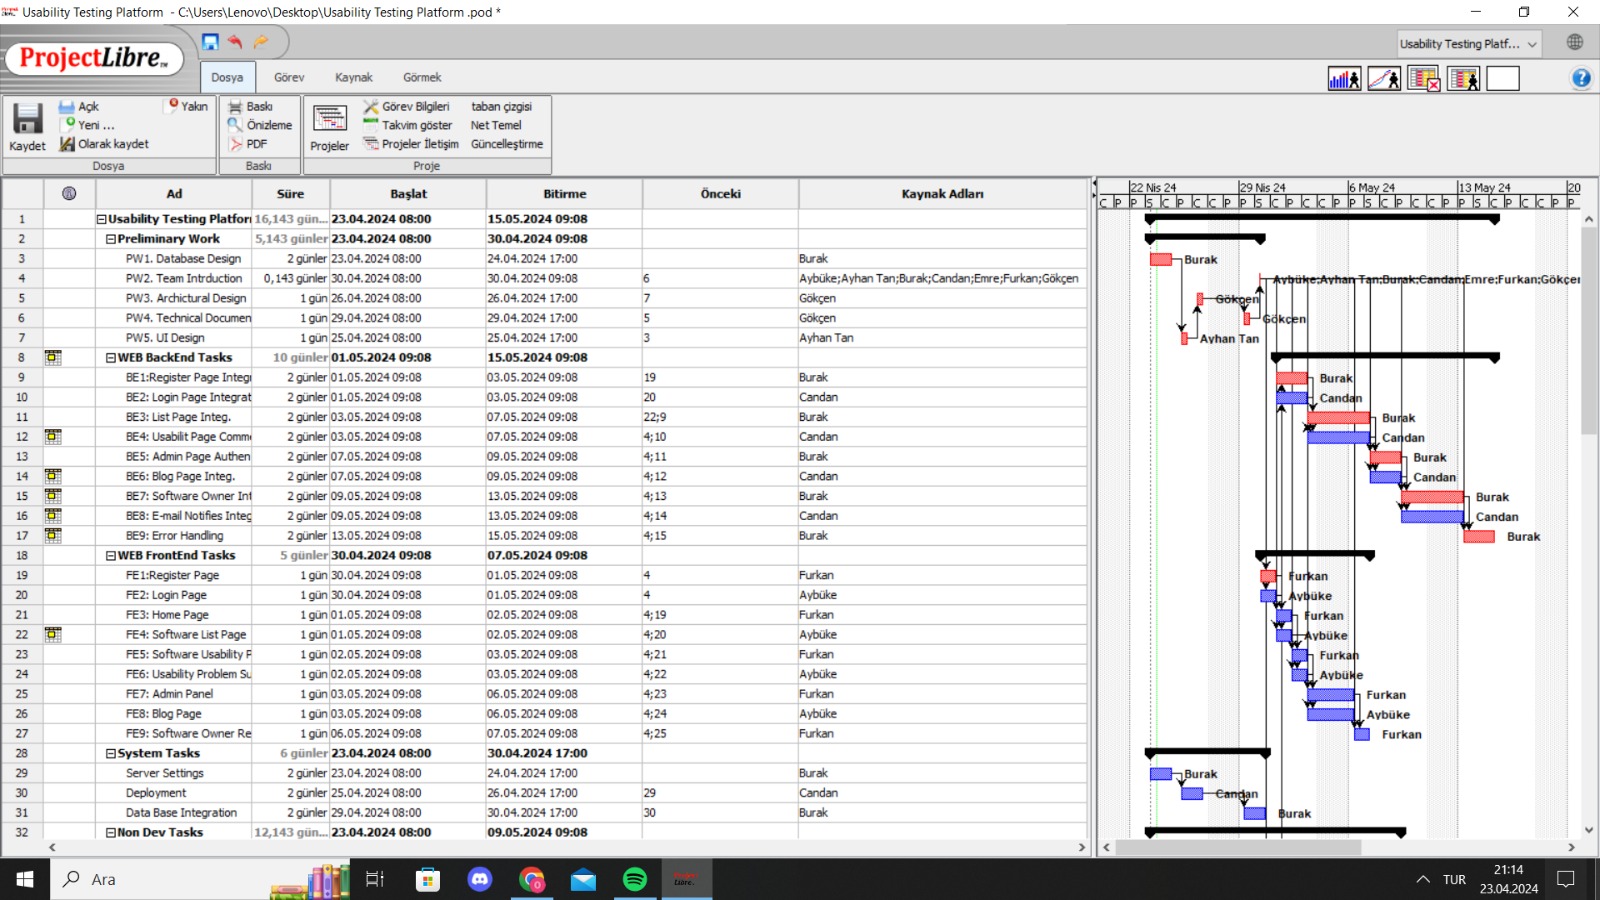 Usability Testing Platform - C:\Users\Lenovo\Desktop\Usability Testing Platform .pod *
ProjectLibre
Usability Testing Platf...
Dosya Görev Kaynak Görmek
Kaydet
Açık
Yeni ...
Olarak kaydet
Yakın
Dosya
Baskı
Önizleme
PDF
Baskı
Projeler
Görev Bilgileri
Takvim göster
Projeler İletişim
taban çizgisi
Net Temel
Güncelleştirme
Proje
Ad Süre Başlat Bitirme Önceki Kaynak Adları
1 Usability Testing Platfor 16,143 gün... 23.04.2024 08:00 15.05.2024 09:08
2 Preliminary Work 5,143 günler 23.04.2024 08:00 30.04.2024 09:08
3 PW1. Database Design 2 günler 23.04.2024 08:00 24.04.2024 17:00 Burak
4 PW2. Team Intrduction 0,143 günler 30.04.2024 08:00 30.04.2024 09:08 6 Aybüke;Ayhan Tan;Burak;Candan;Emre;Furkan;Gökçen
5 PW3. Archictural Design 1 gün 26.04.2024 08:00 26.04.2024 17:00 7 Gökçen
6 PW4. Technical Documen 1 gün 29.04.2024 08:00 29.04.2024 17:00 5 Gökçen
7 PW5. UI Design 1 gün 25.04.2024 08:00 25.04.2024 17:00 3 Ayhan Tan
8 WEB BackEnd Tasks 10 günler 01.05.2024 09:08 15.05.2024 09:08
9 BE1:Register Page Integ 2 günler 01.05.2024 09:08 03.05.2024 09:08 19 Burak
10 BE2: Login Page Integrat 2 günler 01.05.2024 09:08 03.05.2024 09:08 20 Candan
11 BE3: List Page Integ. 2 günler 03.05.2024 09:08 07.05.2024 09:08 22;9 Burak
12 BE4: Usabilit Page Comm 2 günler 03.05.2024 09:08 07.05.2024 09:08 4;10 Candan
13 BE5: Admin Page Authen 2 günler 07.05.2024 09:08 09.05.2024 09:08 4;11 Burak
14 BE6: Blog Page Integ. 2 günler 07.05.2024 09:08 09.05.2024 09:08 4;12 Candan
15 BE7: Software Owner Int 2 günler 09.05.2024 09:08 13.05.2024 09:08 4;13 Burak
16 BE8: E-mail Notifies Integ 2 günler 09.05.2024 09:08 13.05.2024 09:08 4;14 Candan
17 BE9: Error Handling 2 günler 13.05.2024 09:08 15.05.2024 09:08 4;15 Burak
18 WEB FrontEnd Tasks 5 günler 30.04.2024 09:08 07.05.2024 09:08
19 FE1:Register Page 1 gün 30.04.2024 09:08 01.05.2024 09:08 4 Furkan
20 FE2: Login Page 1 gün 30.04.2024 09:08 01.05.2024 09:08 4 Aybüke
21 FE3: Home Page 1 gün 01.05.2024 09:08 02.05.2024 09:08 4;19 Furkan
22 FE4: Software List Page 1 gün 01.05.2024 09:08 02.05.2024 09:08 4;20 Aybüke
23 FE5: Software Usability P 1 gün 02.05.2024 09:08 03.05.2024 09:08 4;21 Furkan
24 FE6: Usability Problem Su 1 gün 02.05.2024 09:08 03.05.2024 09:08 4;22 Aybüke
25 FE7: Admin Panel 1 gün 03.05.2024 09:08 06.05.2024 09:08 4;23 Furkan
26 FE8: Blog Page 1 gün 03.05.2024 09:08 06.05.2024 09:08 4;24 Aybüke
27 FE9: Software Owner Re 1 gün 06.05.2024 09:08 07.05.2024 09:08 4;25 Furkan
28 System Tasks 6 günler 23.04.2024 08:00 30.04.2024 17:00
29 Server Settings 2 günler 23.04.2024 08:00 24.04.2024 17:00 Burak
30 Deployment 2 günler 25.04.2024 08:00 26.04.2024 17:00 29 Candan
31 Data Base Integration 2 günler 29.04.2024 08:00 30.04.2024 17:00 30 Burak
32 Non Dev Tasks 12,143 gün... 23.04.2024 08:00 09.05.2024 09:08
22 Nis 24 29 Nis 24 6 May 24 13 May 24 20
C P S Ç P C C P S Ç P C C P S Ç P C C P S Ç P C C P P
Burak
Aybüke;Ayhan Tan;Burak;Candan;Emre;Furkan;Gökçen
Gökçen
Gökçen
Ayhan Tan
Burak
Candan
Burak
Candan
Burak
Candan
Burak
Candan
Burak
Furkan
Aybüke
Furkan
Aybüke
Furkan
Aybüke
Furkan
Aybüke
Furkan
Burak
Candan
Burak
Ara
TUR
21:14
23.04.2024